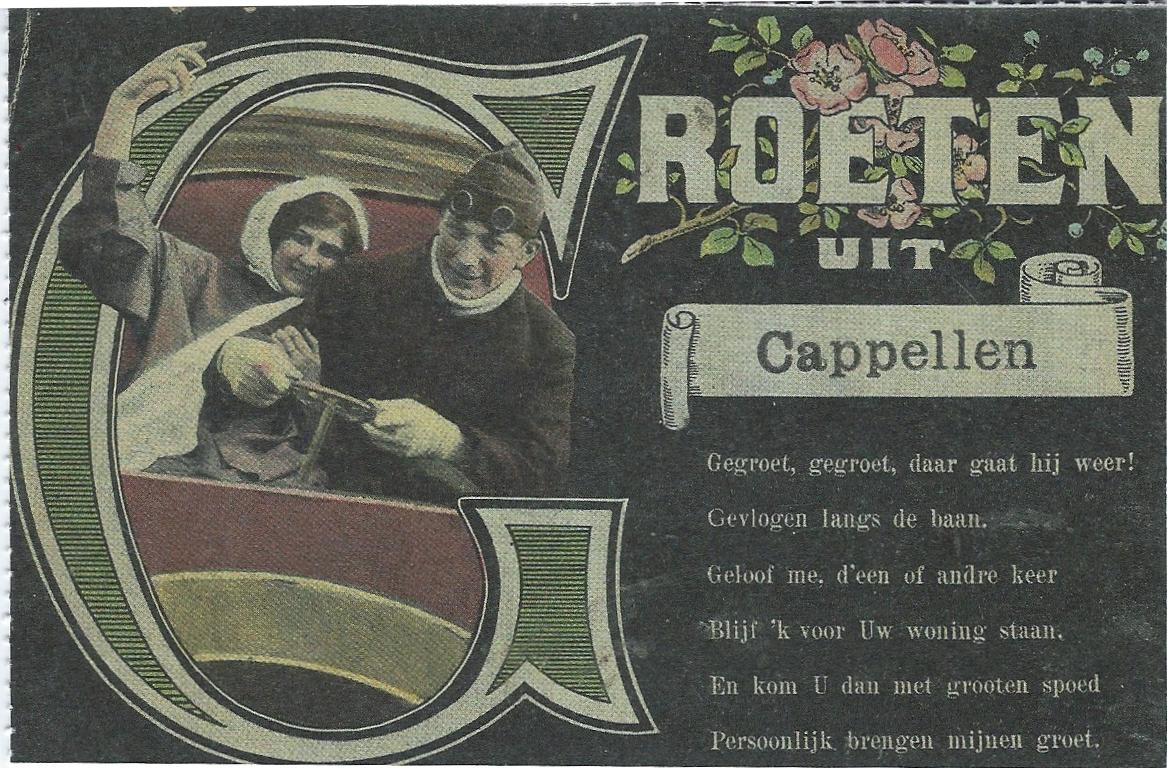 GROETEN
UIT
Cappellen
Gegroet, gegroet, daar gaat hij weer!
Gevlogen langs de baan.
Geloof me, d'een of andre keer
Blijf 'k voor Uw woning staan.
En kom U dan met grooten spoed
Persoonlijk brengen mijnen groet.